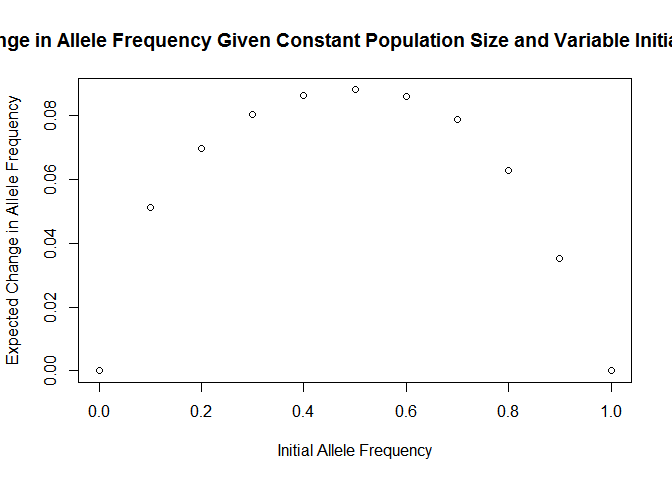 nge in Allele Frequency Given Constant Population Size and Variable Initia
Expected Change in Allele Frequency
0.08
0.06
0.04
0.02
0.00
0.0 0.2 0.4 0.6 0.8 1.0
Initial Allele Frequency